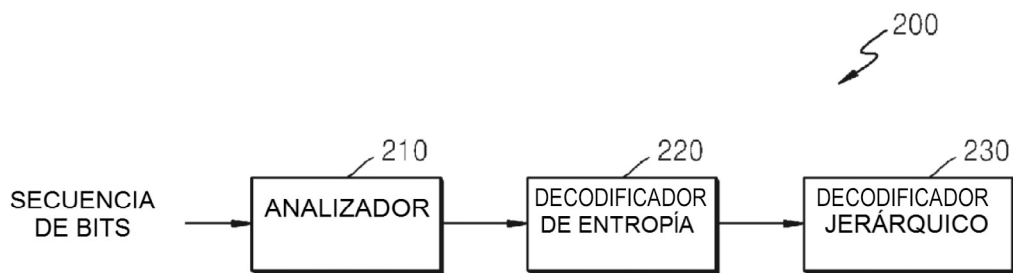 200
210
220
230
SECUENCIA
DE BITS
ANALIZADOR
DECODIFICADOR
DE ENTROPÍA
DECODIFICADOR
JERÁRQUICO